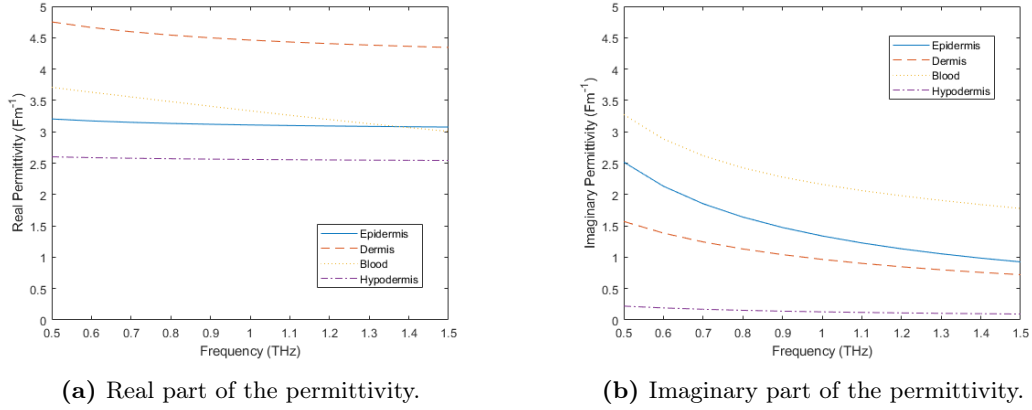 5
4.5
4
3.5
3
2.5
2
1.5
1
0.5
0
Real Permittivity (Fm⁻¹)
Epidermis
Dermis
Blood
Hypodermis
0.5 0.6 0.7 0.8 0.9 1.0 1.1 1.2 1.3 1.4 1.5
Frequency (THz)
(a) Real part of the permittivity.
5
4.5
4
3.5
3
2.5
2
1.5
1
0.5
0
Imaginary Permittivity (Fm⁻¹)
Epidermis
Dermis
Blood
Hypodermis
0.5 0.6 0.7 0.8 0.9 1.0 1.1 1.2 1.3 1.4 1.5
Frequency (THz)
(b) Imaginary part of the permittivity.